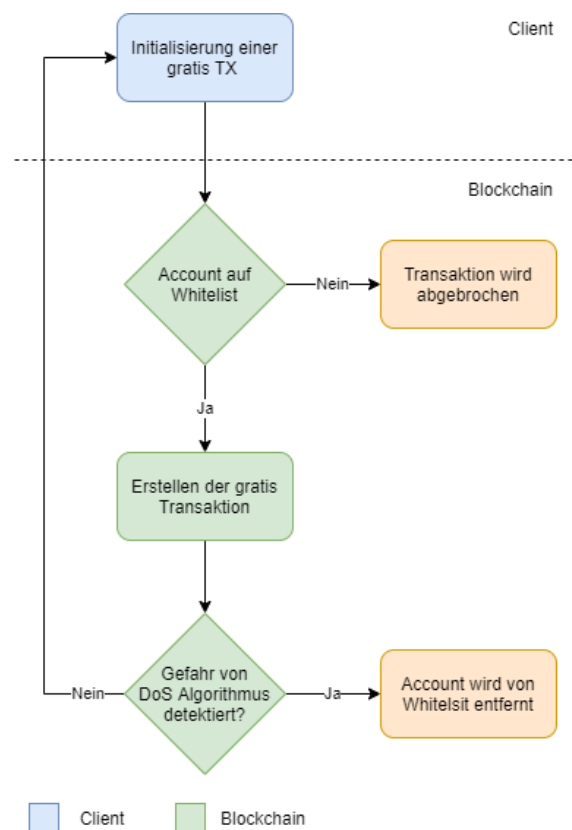 Client
Initialisierung einer
gratis TX
Blockchain
Account auf
Whitelist
Nein
Transaktion wird
abgebrochen
Ja
Erstellen der gratis
Transaktion
Gefahr von
DoS Algorithmus
detektiert?
Nein
Ja
Account wird von
Whitelsit entfernt
Client
Blockchain